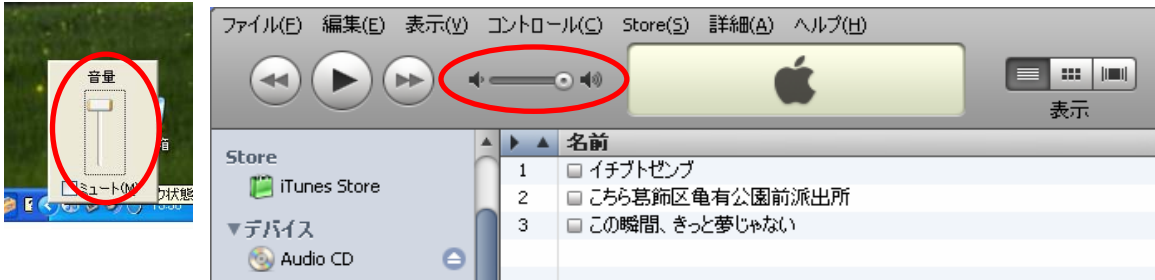 音量
ミュート(M)
ク状態
ファイル(F) 編集(E) 表示(V) コントロール(C) Store(S) 詳細(A) ヘルプ(H)
表示
Store
iTunes Store
デバイス
Audio CD
名前
1 イチブトゼンブ
2 こちら葛飾区亀有公園前派出所
3 この瞬間、きっと夢じゃない